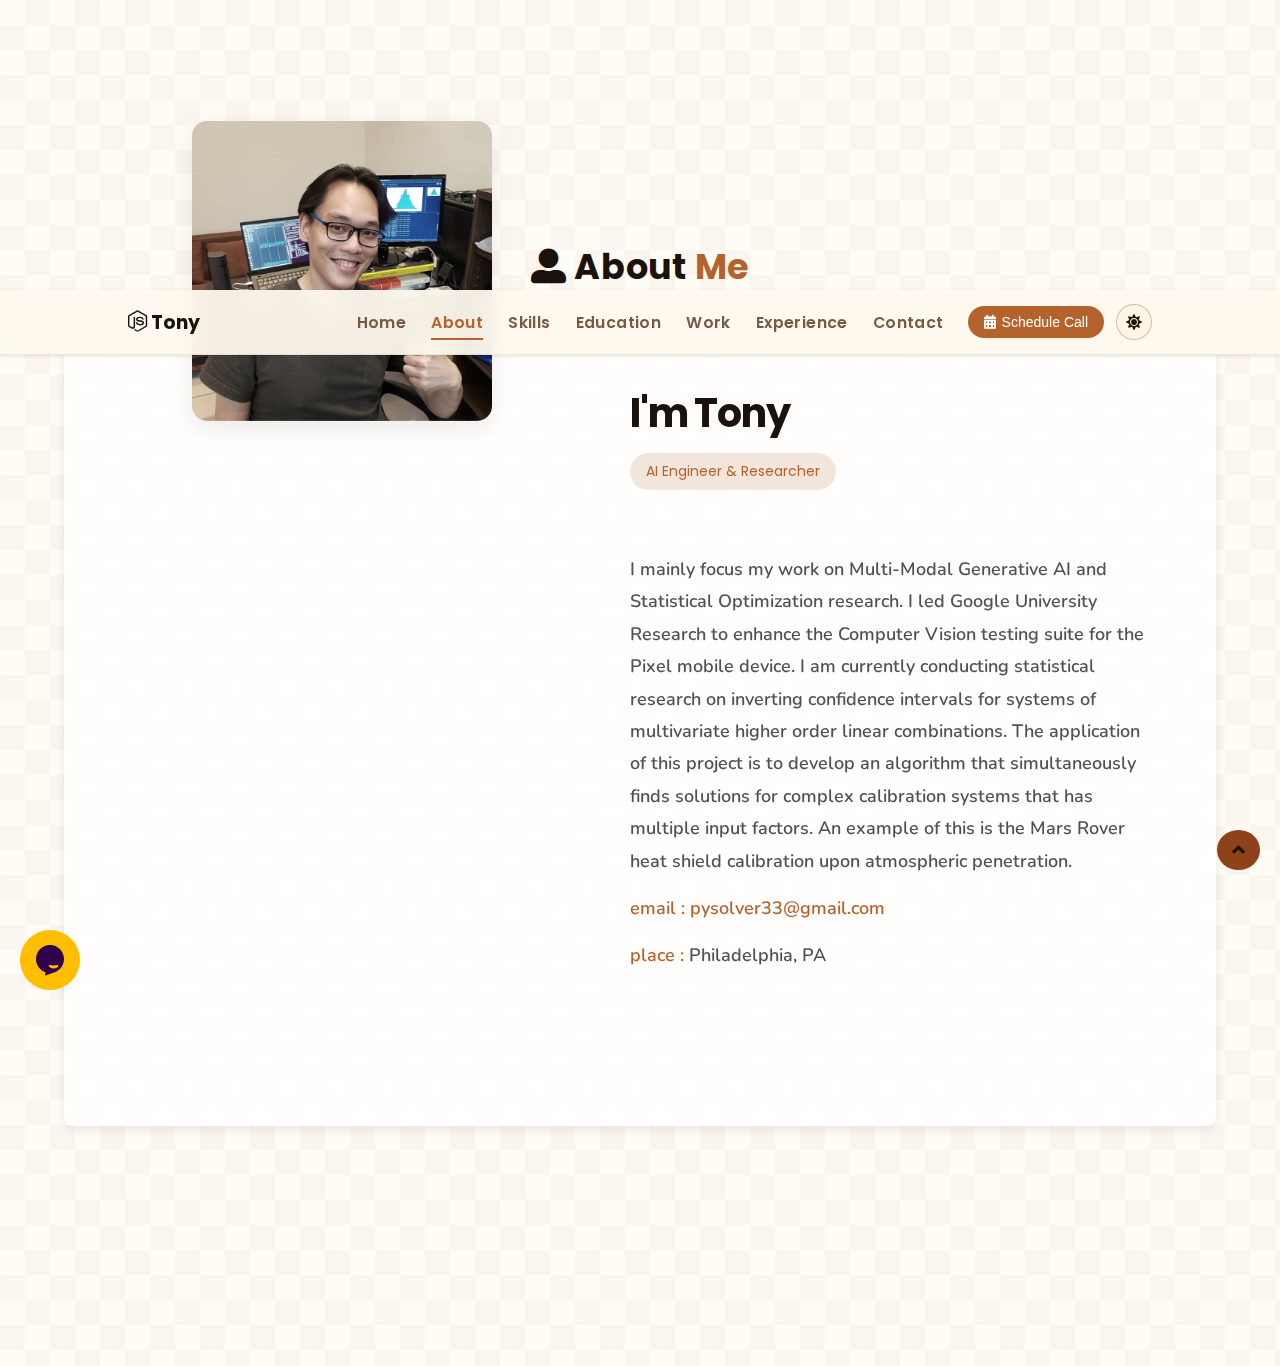 About Me
JS Tony
Home About Skills Education Work Experience Contact Schedule Call
I'm Tony
AI Engineer & Researcher
I mainly focus my work on Multi-Modal Generative AI and
Statistical Optimization research. I led Google University
Research to enhance the Computer Vision testing suite for the
Pixel mobile device. I am currently conducting statistical
research on inverting confidence intervals for systems of
multivariate higher order linear combinations. The application
of this project is to develop an algorithm that simultaneously
finds solutions for complex calibration systems that has
multiple input factors. An example of this is the Mars Rover
heat shield calibration upon atmospheric penetration.
email : pysolver33@gmail.com
place : Philadelphia, PA